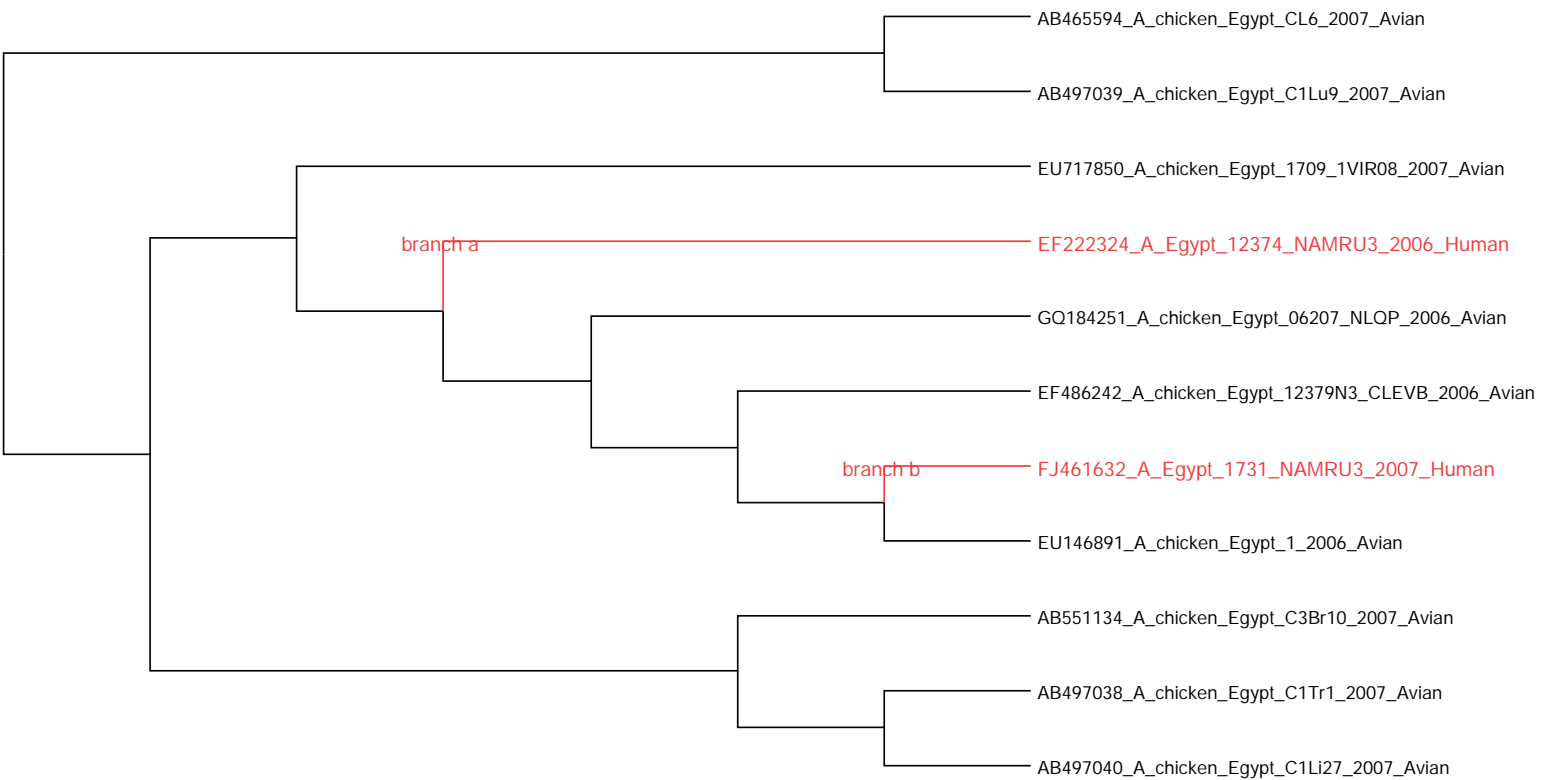 AB465594_A_chicken_Egypt_CL6_2007_Avian
AB497039_A_chicken_Egypt_C1Lu9_2007_Avian
EU717850_A_chicken_Egypt_1709_1VIR08_2007_Avian
branch a
EF222324_A_Egypt_12374_NAMRU3_2006_Human
GQ184251_A_chicken_Egypt_06207_NLQP_2006_Avian
EF486242_A_chicken_Egypt_12379N3_CLEVB_2006_Avian
branch b
FJ461632_A_Egypt_1731_NAMRU3_2007_Human
EU146891_A_chicken_Egypt_1_2006_Avian
AB551134_A_chicken_Egypt_C3Br10_2007_Avian
AB497038_A_chicken_Egypt_C1Tr1_2007_Avian
AB497040_A_chicken_Egypt_C1Li27_2007_Avian